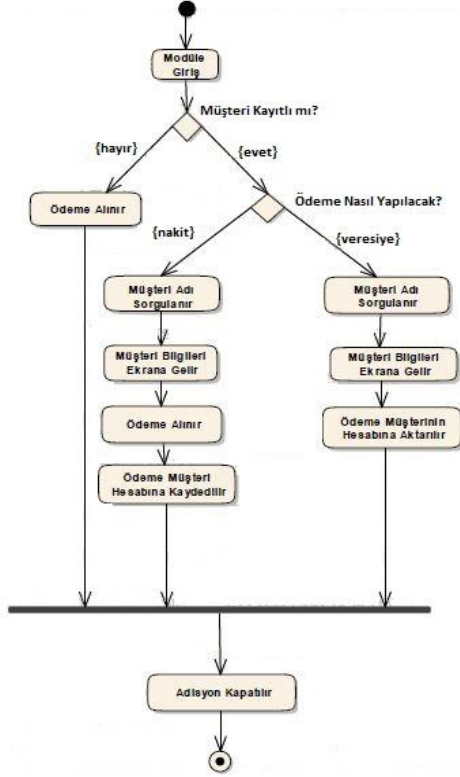 Modüle
Giriş
Müşteri Kayıtlı mı?
{hayır}
{evet}
Ödeme Alınır
Ödeme Nasıl Yapılacak?
{nakit}
{veresiye}
Müşteri Adı
Sorgulanır
Müşteri Adı
Sorgulanır
Müşteri Bilgileri
Ekrana Gelir
Müşteri Bilgileri
Ekrana Gelir
Ödeme Alınır
Ödeme Müşterinin
Hesabına Aktarılır
Ödeme Müşteri
Hesabına Kaydedilir
Adisyon Kapatılır